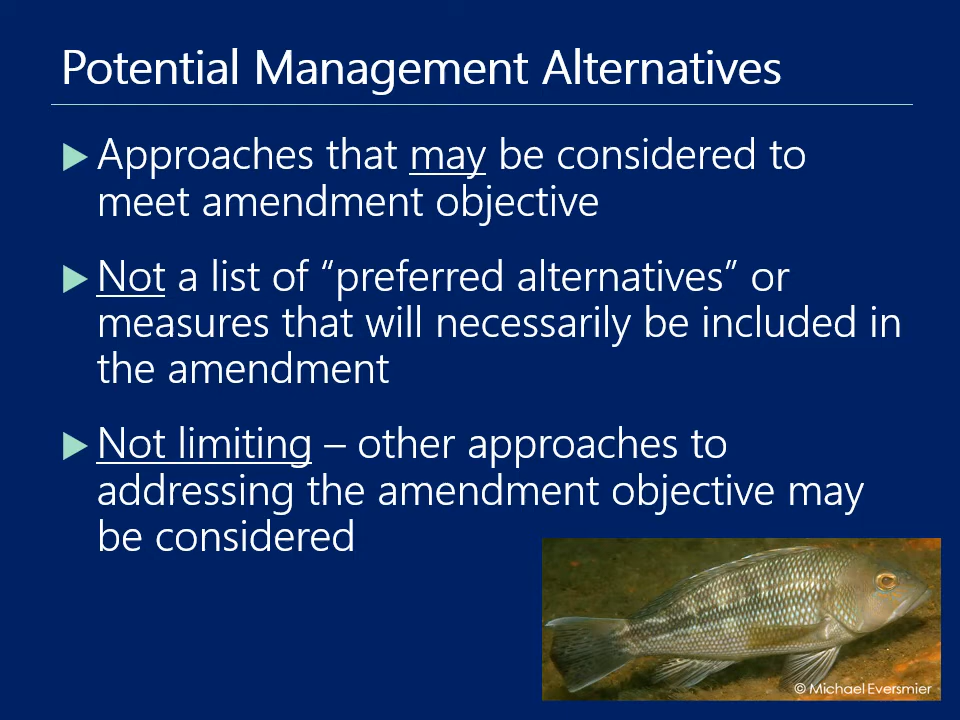 Potential Management Alternatives
▶ Approaches that may be considered to
meet amendment objective
▶ Not a list of “preferred alternatives” or
measures that will necessarily be included in
the amendment
▶ Not limiting – other approaches to
addressing the amendment objective may
be considered
© Michael Eversmier